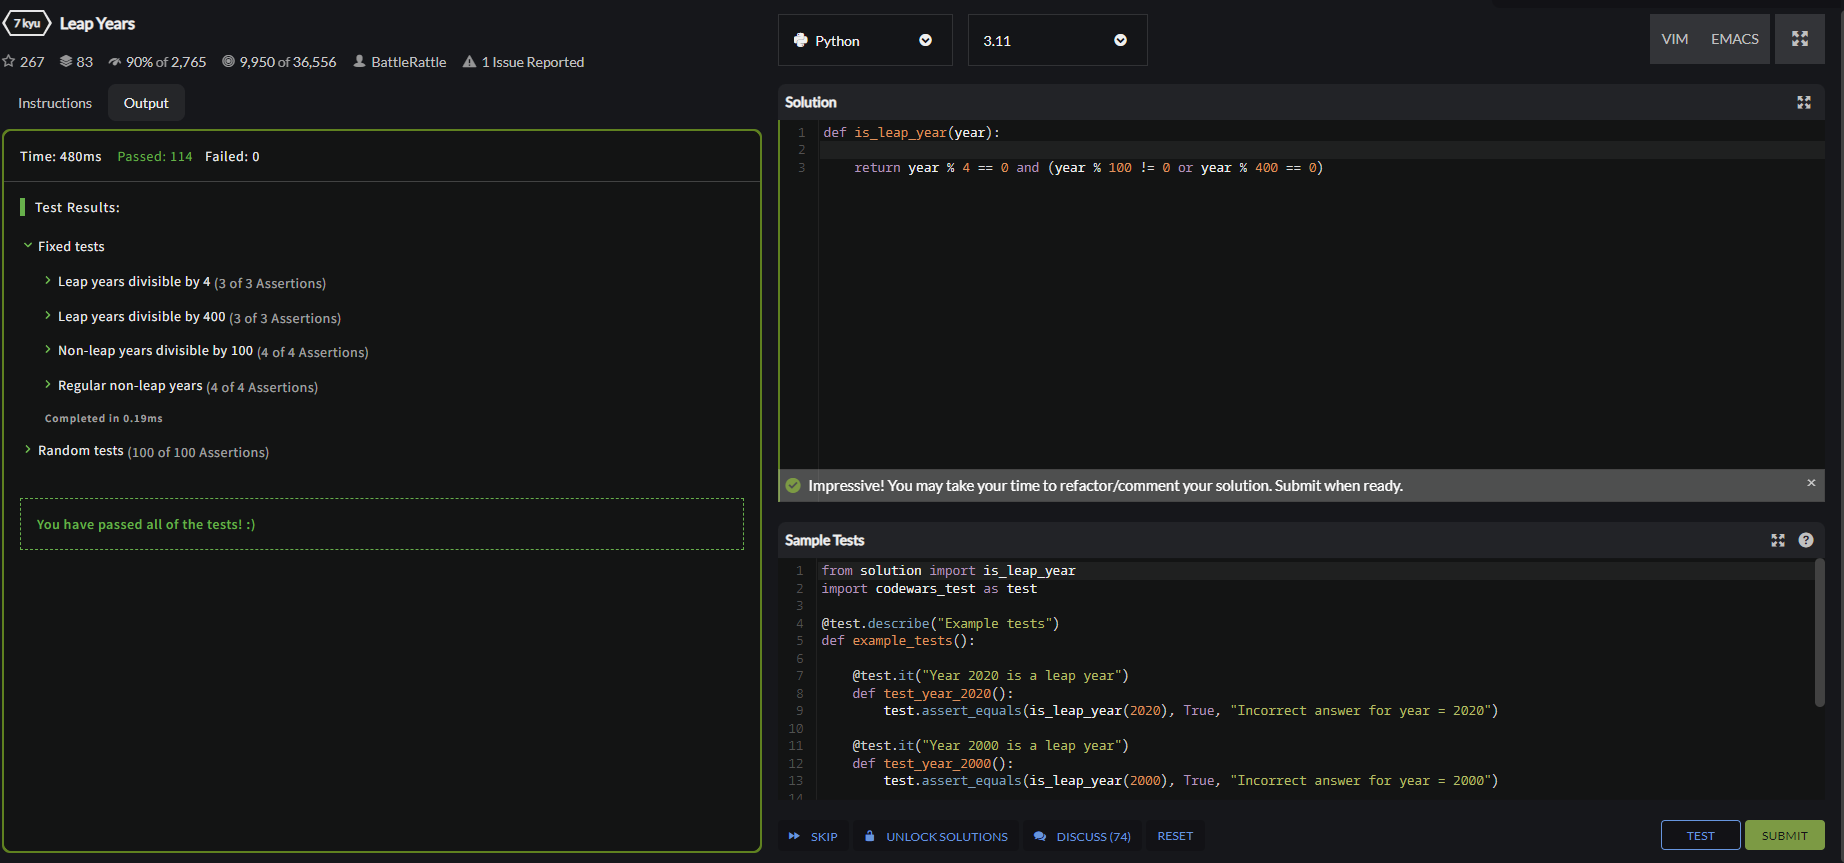 7 kyu Leap Years
267 83 90% of 2,765 9,950 of 36,556 BattleRattle 1 Issue Reported
Instructions Output
Time: 480ms Passed: 114 Failed: 0
Test Results:
Fixed tests
Leap years divisible by 4 (3 of 3 Assertions)
Leap years divisible by 400 (3 of 3 Assertions)
Non-leap years divisible by 100 (4 of 4 Assertions)
Regular non-leap years (4 of 4 Assertions)
Completed in 0.19ms
Random tests (100 of 100 Assertions)
You have passed all of the tests! :)
Python 3.11 VIM EMACS
Solution
1 def is_leap_year(year):
2
3 return year % 4 == 0 and (year % 100 != 0 or year % 400 == 0)
Impressive! You may take your time to refactor/comment your solution. Submit when ready. ×
Sample Tests ?
1 from solution import is_leap_year
2 import codewars_test as test
3
4 @test.describe("Example tests")
5 def example_tests():
6
7 @test.it("Year 2020 is a leap year")
8 def test_year_2020():
9 test.assert_equals(is_leap_year(2020), True, "Incorrect answer for year = 2020")
10
11 @test.it("Year 2000 is a leap year")
12 def test_year_2000():
13 test.assert_equals(is_leap_year(2000), True, "Incorrect answer for year = 2000")
14
SKIP UNLOCK SOLUTIONS DISCUSS (74) RESET TEST SUBMIT